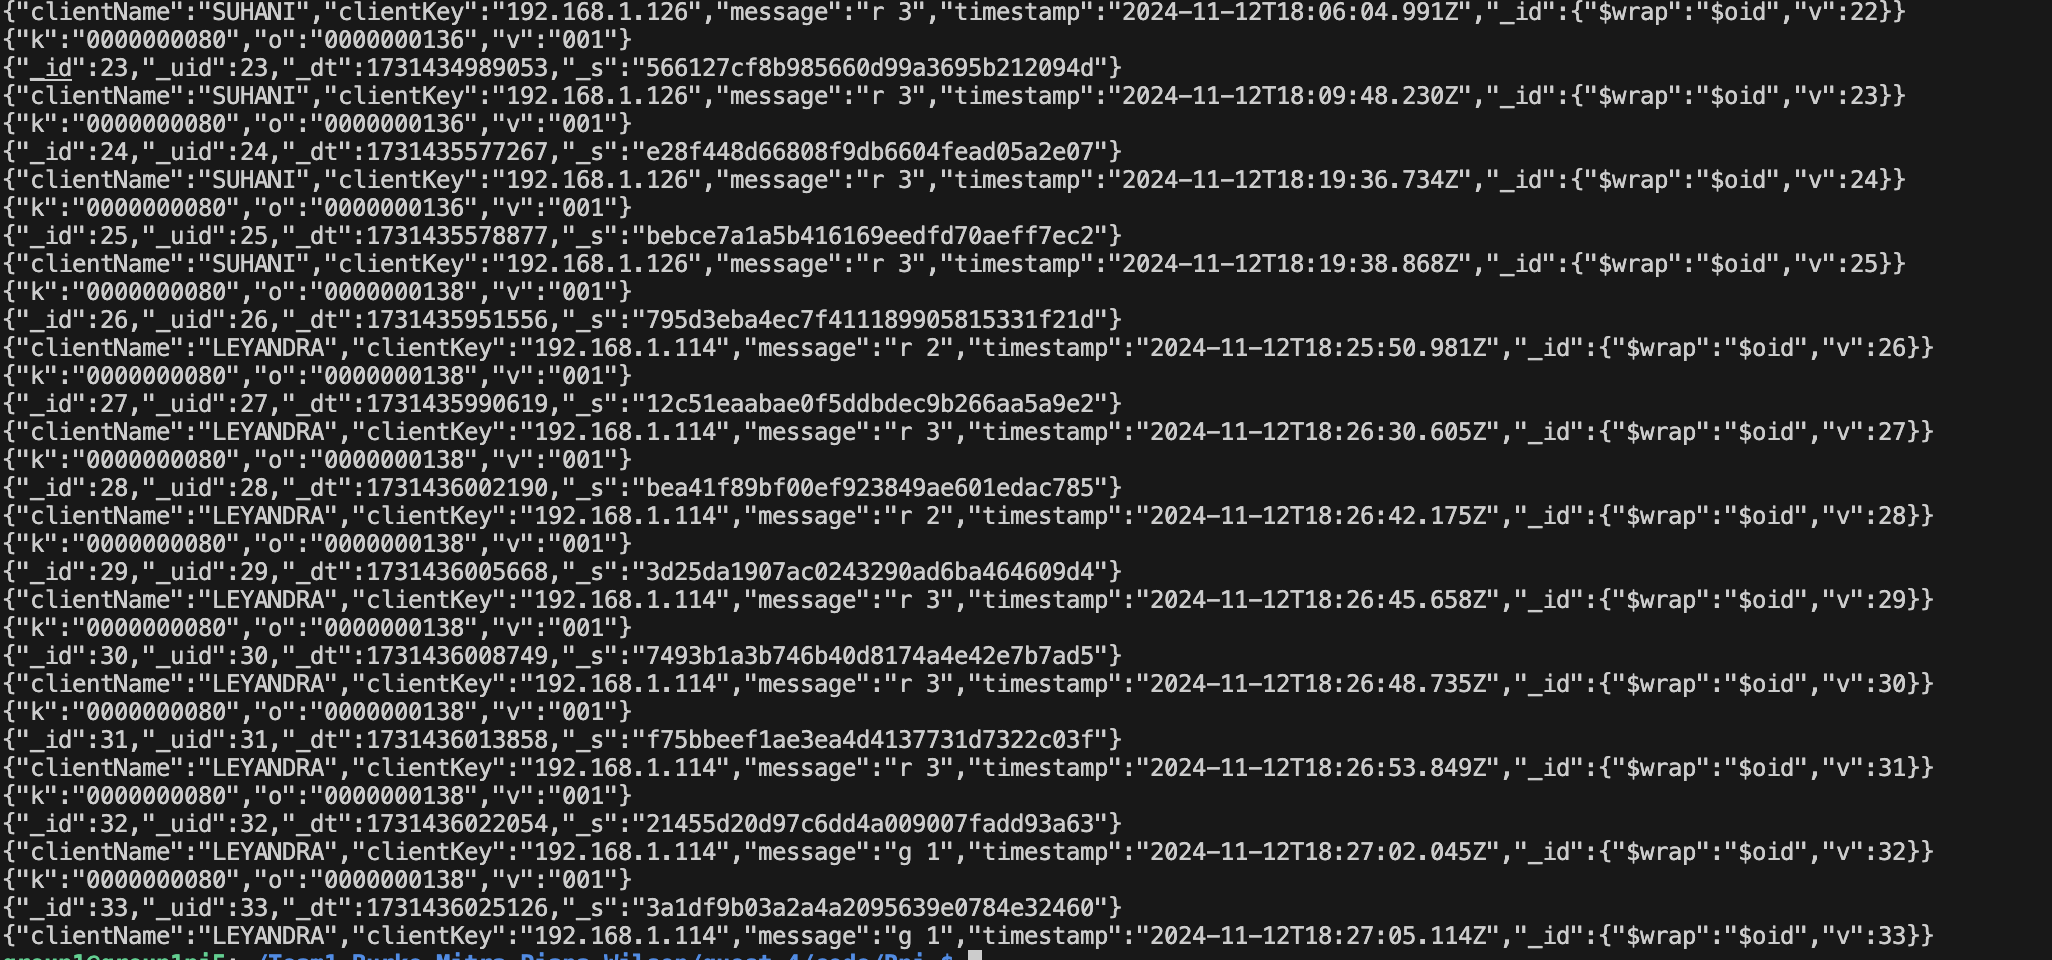 {"clientName":"SUHANI","clientKey":"192.168.1.126","message":"r 3","timestamp":"2024-11-12T18:06:04.991Z","_id":{"$wrap":"$oid","v":22}}
{"k":"0000000080","o":"0000000136","v":"001"}
{"_id":23,"_uid":23,"_dt":1731434989053,"_s":"566127cf8b985660d99a3695b212094d"}
{"clientName":"SUHANI","clientKey":"192.168.1.126","message":"r 3","timestamp":"2024-11-12T18:09:48.230Z","_id":{"$wrap":"$oid","v":23}}
{"k":"0000000080","o":"0000000136","v":"001"}
{"_id":24,"_uid":24,"_dt":1731435577267,"_s":"e28f448d66808f9db6604fead05a2e07"}
{"clientName":"SUHANI","clientKey":"192.168.1.126","message":"r 3","timestamp":"2024-11-12T18:19:36.734Z","_id":{"$wrap":"$oid","v":24}}
{"k":"0000000080","o":"0000000136","v":"001"}
{"_id":25,"_uid":25,"_dt":1731435578877,"_s":"bebce7a1a5b416169eedfd70aeff7ec2"}
{"clientName":"SUHANI","clientKey":"192.168.1.126","message":"r 3","timestamp":"2024-11-12T18:19:38.868Z","_id":{"$wrap":"$oid","v":25}}
{"k":"0000000080","o":"0000000138","v":"001"}
{"_id":26,"_uid":26,"_dt":1731435951556,"_s":"795d3eba4ec7f411189905815331f21d"}
{"clientName":"LEYANDRA","clientKey":"192.168.1.114","message":"r 2","timestamp":"2024-11-12T18:25:50.981Z","_id":{"$wrap":"$oid","v":26}}
{"k":"0000000080","o":"0000000138","v":"001"}
{"_id":27,"_uid":27,"_dt":1731435990619,"_s":"12c51eaabae0f5ddbdec9b266aa5a9e2"}
{"clientName":"LEYANDRA","clientKey":"192.168.1.114","message":"r 3","timestamp":"2024-11-12T18:26:30.605Z","_id":{"$wrap":"$oid","v":27}}
{"k":"0000000080","o":"0000000138","v":"001"}
{"_id":28,"_uid":28,"_dt":1731436002190,"_s":"bea41f89bf00ef923849ae601edac785"}
{"clientName":"LEYANDRA","clientKey":"192.168.1.114","message":"r 2","timestamp":"2024-11-12T18:26:42.175Z","_id":{"$wrap":"$oid","v":28}}
{"k":"0000000080","o":"0000000138","v":"001"}
{"_id":29,"_uid":29,"_dt":1731436005668,"_s":"3d25da1907ac0243290ad6ba464609d4"}
{"clientName":"LEYANDRA","clientKey":"192.168.1.114","message":"r 3","timestamp":"2024-11-12T18:26:45.658Z","_id":{"$wrap":"$oid","v":29}}
{"k":"0000000080","o":"0000000138","v":"001"}
{"_id":30,"_uid":30,"_dt":1731436008749,"_s":"7493b1a3b746b40d8174a4e42e7b7ad5"}
{"clientName":"LEYANDRA","clientKey":"192.168.1.114","message":"r 3","timestamp":"2024-11-12T18:26:48.735Z","_id":{"$wrap":"$oid","v":30}}
{"k":"0000000080","o":"0000000138","v":"001"}
{"_id":31,"_uid":31,"_dt":1731436013858,"_s":"f75bbeef1ae3ea4d4137731d7322c03f"}
{"clientName":"LEYANDRA","clientKey":"192.168.1.114","message":"r 3","timestamp":"2024-11-12T18:26:53.849Z","_id":{"$wrap":"$oid","v":31}}
{"k":"0000000080","o":"0000000138","v":"001"}
{"_id":32,"_uid":32,"_dt":1731436022054,"_s":"21455d20d97c6dd4a009007fadd93a63"}
{"clientName":"LEYANDRA","clientKey":"192.168.1.114","message":"g 1","timestamp":"2024-11-12T18:27:02.045Z","_id":{"$wrap":"$oid","v":32}}
{"k":"0000000080","o":"0000000138","v":"001"}
{"_id":33,"_uid":33,"_dt":1731436025126,"_s":"3a1df9b03a2a4a2095639e0784e32460"}
{"clientName":"LEYANDRA","clientKey":"192.168.1.114","message":"g 1","timestamp":"2024-11-12T18:27:05.114Z","_id":{"$wrap":"$oid","v":33}}